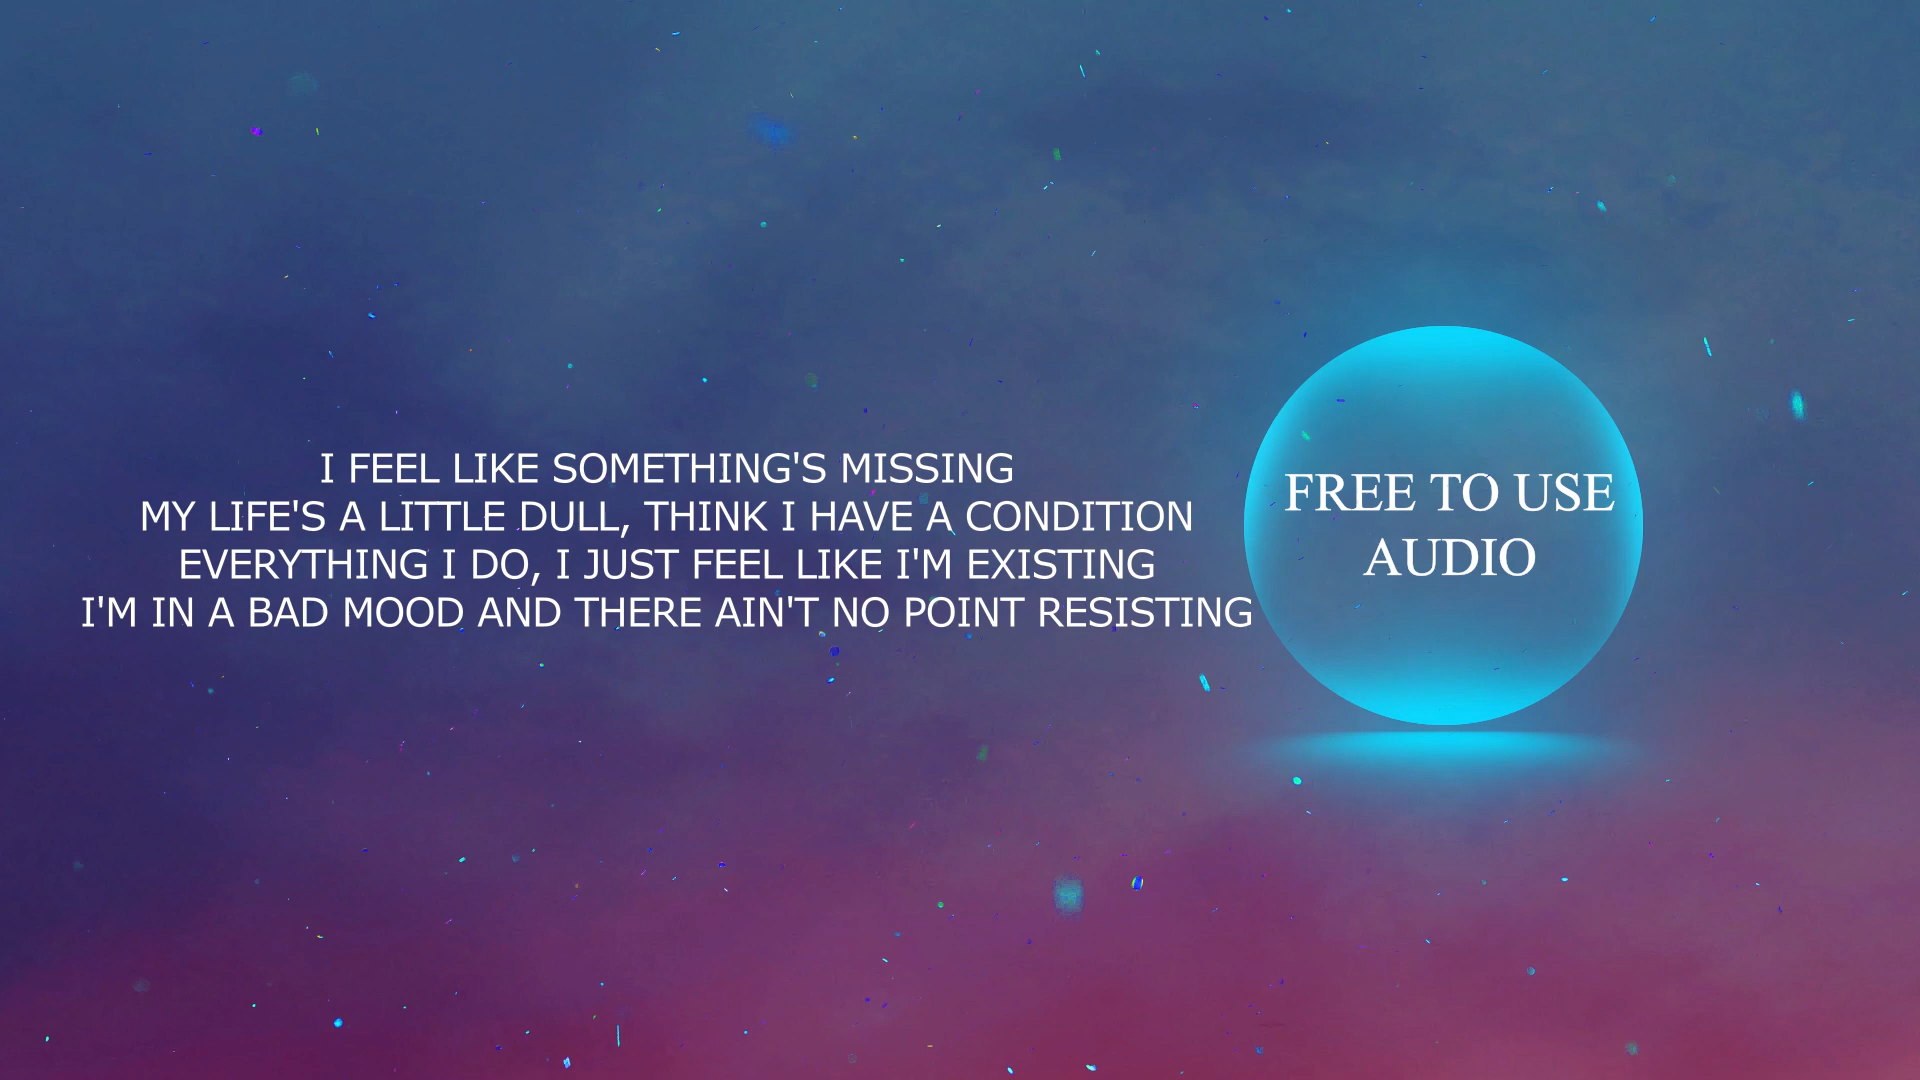 I FEEL LIKE SOMETHING'S MISSING
MY LIFE'S A LITTLE DULL, THINK I HAVE A CONDITION
EVERYTHING I DO, I JUST FEEL LIKE I'M EXISTING
I'M IN A BAD MOOD AND THERE AIN'T NO POINT RESISTING
FREE TO USE
AUDIO